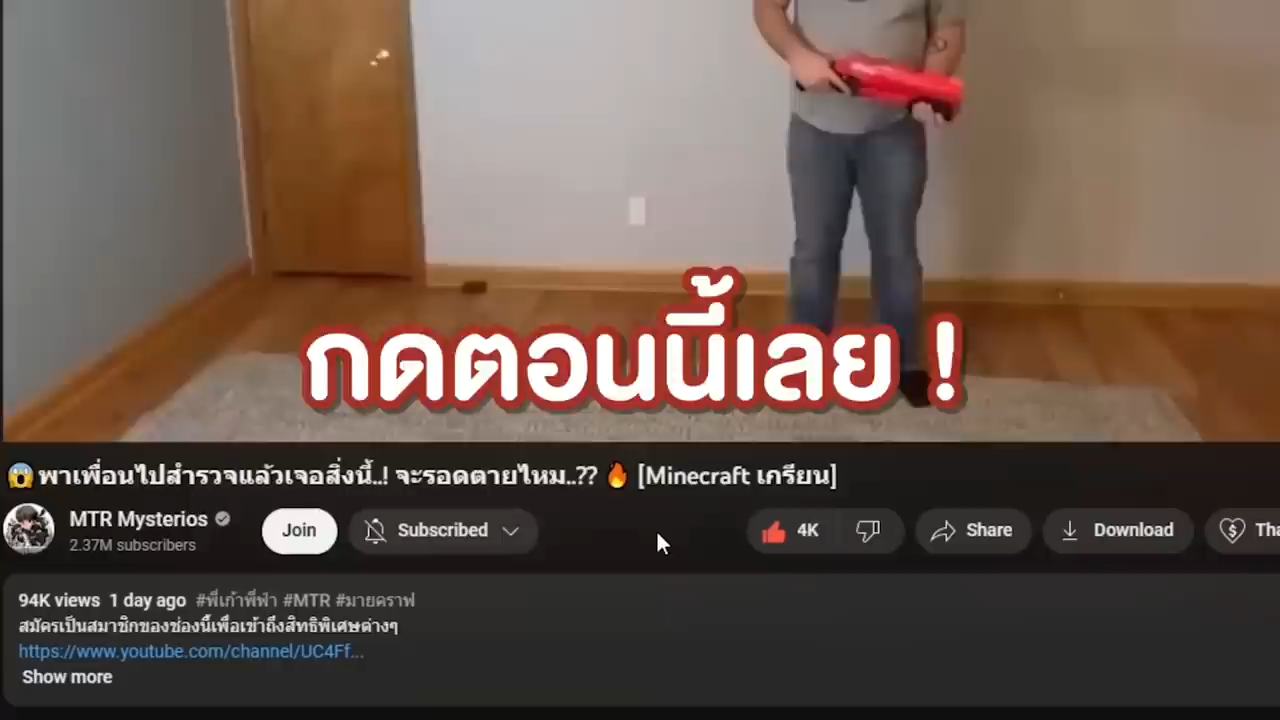 กดตอนนี้เลย !
😱พาเพื่อนไปสำรวจแล้วเจอสิ่งนี้..! จะรอดตายไหม..?? 🔥 [Minecraft เกรียน]
MTR Mysterios
2.37M subscribers
Join
Subscribed
4K
Share
Download
Tha
94K views 1 day ago #พี่เก้าพี่ฟ่า #MTR #มายคราฟ
สมัครเป็นสมาชิกของช่องนี้เพื่อเข้าถึงสิทธิพิเศษต่างๆ
https://www.youtube.com/channel/UC4Ff...
Show more